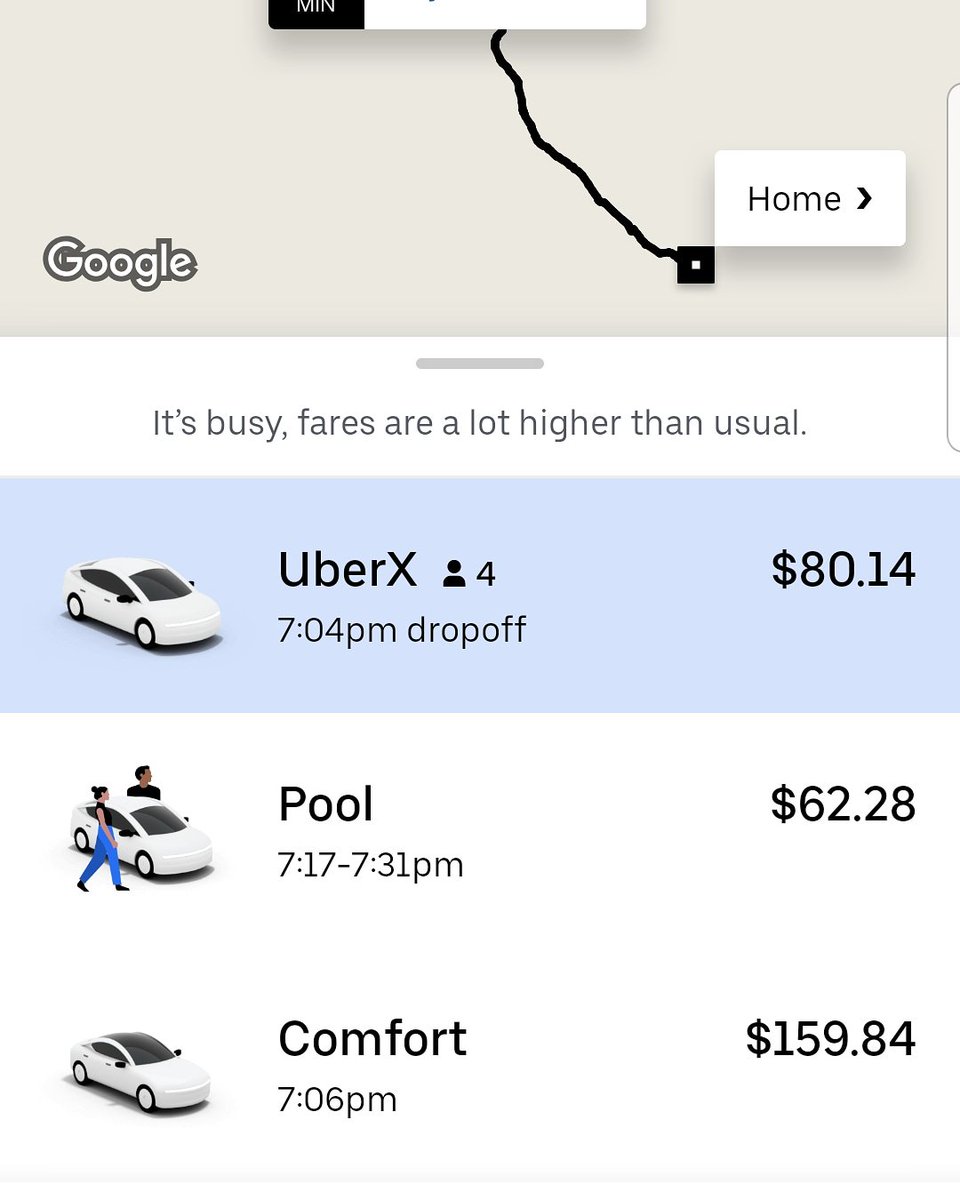 MIN
Home ›
Google
It's busy, fares are a lot higher than usual.
UberX 4
$80.14
7:04pm dropoff
Pool
$62.28
7:17-7:31pm
Comfort
$159.84
7:06pm